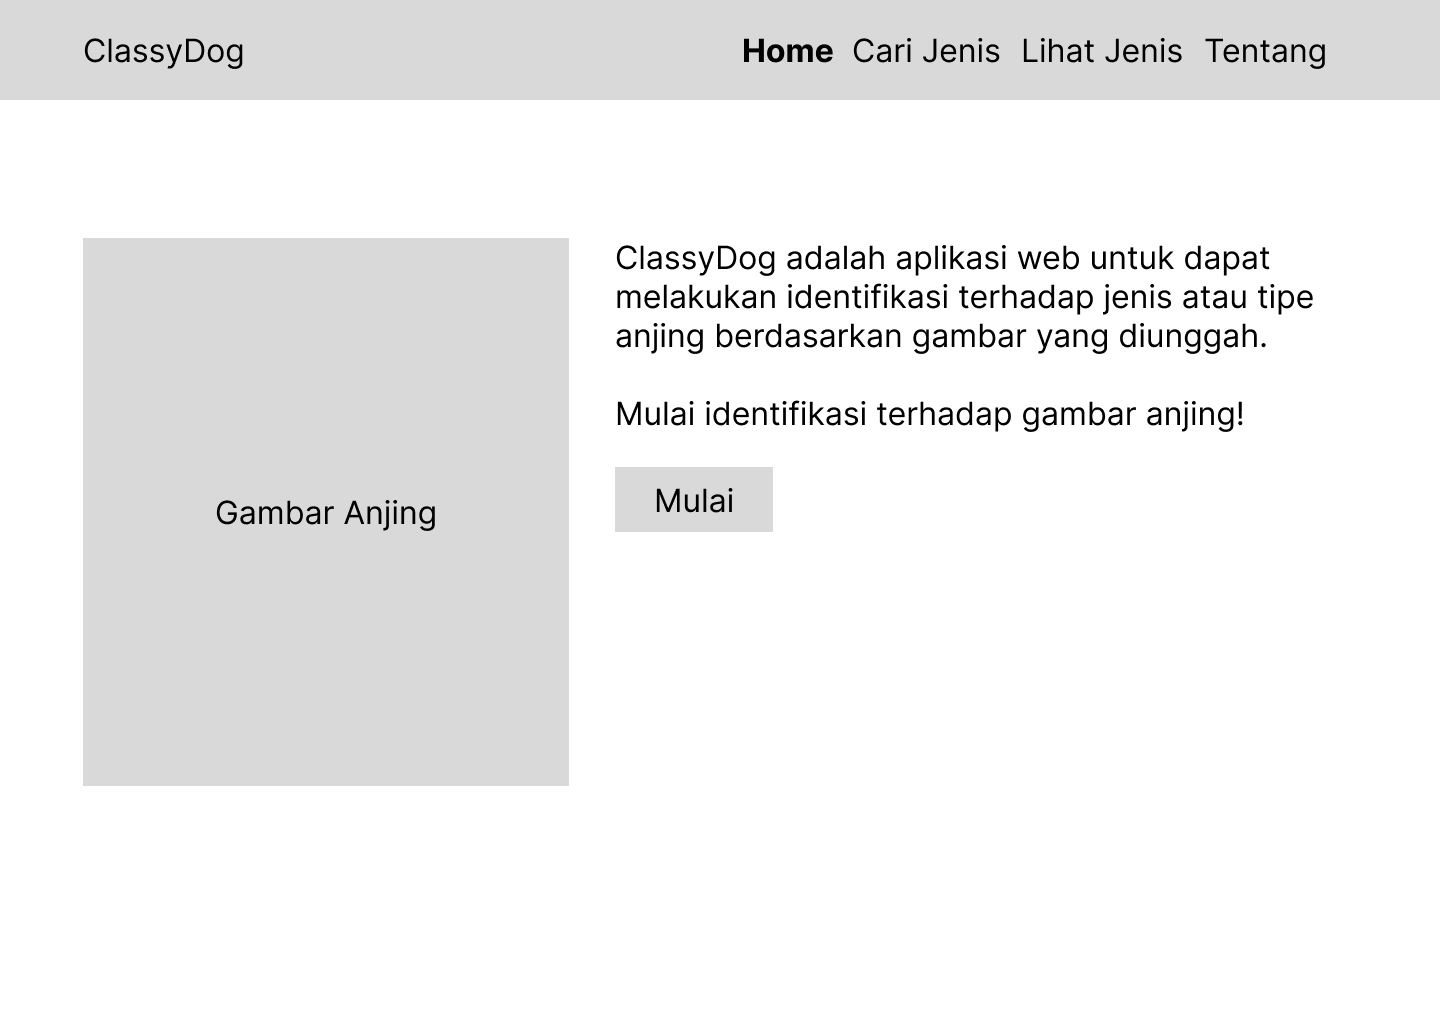 ClassyDog
Home Cari Jenis Lihat Jenis Tentang
Gambar Anjing
ClassyDog adalah aplikasi web untuk dapat
melakukan identifikasi terhadap jenis atau tipe
anjing berdasarkan gambar yang diunggah.
Mulai identifikasi terhadap gambar anjing!
Mulai